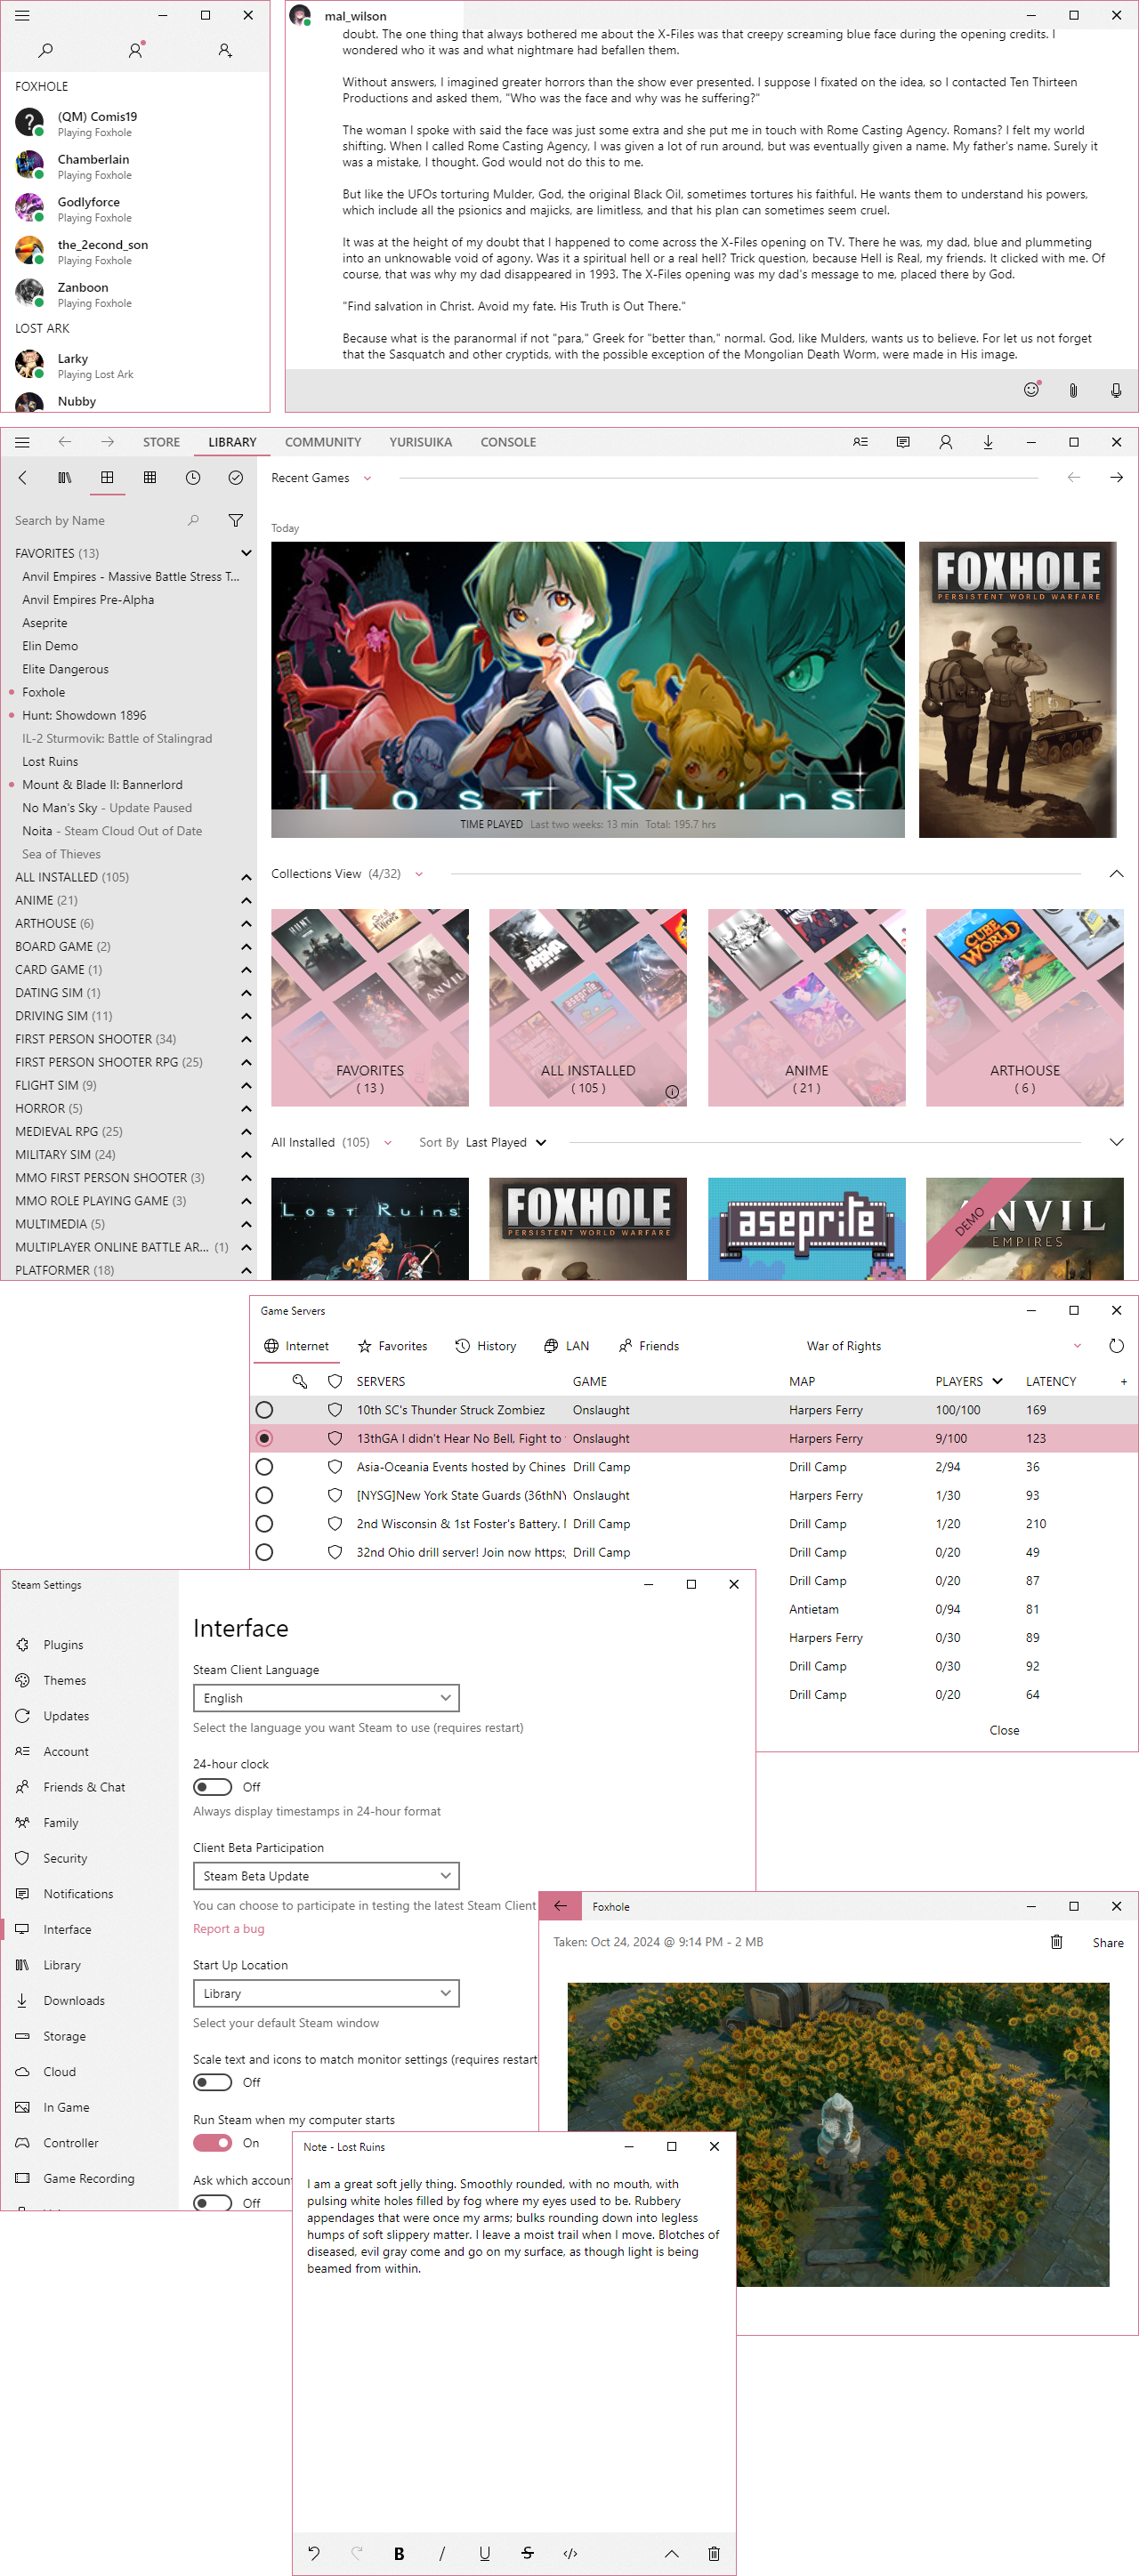 FOXHOLE
(QM) Comis19
Playing Foxhole
Chamberlain
Playing Foxhole
Godlyforce
Playing Foxhole
the_2econd_son
Playing Foxhole
Zanboon
Playing Foxhole
LOST ARK
Larky
Playing Lost Ark
Nubby
mal_wilson
doubt. The one thing that always bothered me about the X-Files was that creepy screaming blue face during the opening credits. I
wondered who it was and what nightmare had befallen them.
Without answers, I imagined greater horrors than the show ever presented. I suppose I fixated on the idea, so I contacted Ten Thirteen
Productions and asked them, "Who was the face and why was he suffering?"
The woman I spoke with said the face was just some extra and she put me in touch with Rome Casting Agency. Romans? I felt my world
shifting. When I called Rome Casting Agency, I was given a lot of run around, but was eventually given a name. My father's name. Surely it
was a mistake, I thought. God would not do this to me.
But like the UFOs torturing Mulder, God, the original Black Oil, sometimes tortures his faithful. He wants them to understand his powers,
which include all the psionics and majicks, are limitless, and that his plan can sometimes seem cruel.
It was at the height of my doubt that I happened to come across the X-Files opening on TV. There he was, my dad, blue and plummeting
into an unknowable void of agony. Was it a spiritual hell or a real hell? Trick question, because Hell is Real, my friends. It clicked with me. Of
course, that was why my dad disappeared in 1993. The X-Files opening was my dad's message to me, placed there by God.
"Find salvation in Christ. Avoid my fate. His Truth is Out There."
Because what is the paranormal if not "para," Greek for "better than," normal. God, like Mulders, wants us to believe. For let us not forget
that the Sasquatch and other cryptids, with the possible exception of the Mongolian Death Worm, were made in His image.
STORE LIBRARY COMMUNITY YURISUIKA CONSOLE
Search by Name
FAVORITES (13)
Anvil Empires - Massive Battle Stress T...
Anvil Empires Pre-Alpha
Aseprite
Elin Demo
Elite Dangerous
Foxhole
Hunt: Showdown 1896
IL-2 Sturmovik: Battle of Stalingrad
Lost Ruins
Mount & Blade II: Bannerlord
No Man's Sky - Update Paused
Noita - Steam Cloud Out of Date
Sea of Thieves
ALL INSTALLED (105)
ANIME (21)
ARTHOUSE (6)
BOARD GAME (2)
CARD GAME (1)
DATING SIM (1)
DRIVING SIM (11)
FIRST PERSON SHOOTER (34)
FIRST PERSON SHOOTER RPG (25)
FLIGHT SIM (9)
HORROR (5)
MEDIEVAL RPG (25)
MILITARY SIM (24)
MMO FIRST PERSON SHOOTER (3)
MMO ROLE PLAYING GAME (3)
MULTIMEDIA (5)
MULTIPLAYER ONLINE BATTLE AR... (1)
PLATFORMER (18)
Recent Games
Today
LOST RUINS
TIME PLAYED Last two weeks: 13 min Total: 195.7 hrs
FOXHOLE
PERSISTENT WORLD WARFARE
Collections View (4/32)
HUNT
ANVIL
FAVORITES
( 13 )
aseprite
ALL INSTALLED
( 105 )
ANIME
( 21 )
CUBE
WORLD
ARTHOUSE
( 6 )
All Installed (105) Sort By Last Played
LOST RUINS
FOXHOLE
PERSISTENT WORLD WARFARE
aseprite
DEMO
ANVIL
EMPIRES
Game Servers
Internet Favorites History LAN Friends War of Rights
SERVERS GAME MAP PLAYERS LATENCY +
10th SC's Thunder Struck Zombiez Onslaught Harpers Ferry 100/100 169
13thGA I didn't Hear No Bell, Fight to Onslaught Harpers Ferry 9/100 123
Asia-Oceania Events hosted by Chines Drill Camp Drill Camp 2/94 36
[NYSG]New York State Guards (36thNY Onslaught Harpers Ferry 1/30 93
2nd Wisconsin & 1st Foster's Battery. Drill Camp Drill Camp 1/20 210
32nd Ohio drill server! Join now https: Drill Camp Drill Camp 0/20 49
Drill Camp 0/20 87
Antietam 0/94 81
Harpers Ferry 0/30 89
Drill Camp 0/30 92
Drill Camp 0/20 64
Close
Steam Settings
Plugins
Themes
Updates
Account
Friends & Chat
Family
Security
Notifications
Interface
Library
Downloads
Storage
Cloud
In Game
Controller
Game Recording
Interface
Steam Client Language
English
Select the language you want Steam to use (requires restart)
24-hour clock
Off
Always display timestamps in 24-hour format
Client Beta Participation
Steam Beta Update
You can choose to participate in testing the latest Steam Client
Report a bug
Start Up Location
Library
Select your default Steam window
Scale text and icons to match monitor settings (requires restart
Off
Run Steam when my computer starts
On
Ask which account
Off
Foxhole
Taken: Oct 24, 2024 @ 9:14 PM - 2 MB
Share
Note - Lost Ruins
I am a great soft jelly thing. Smoothly rounded, with no mouth, with
pulsing white holes filled by fog where my eyes used to be. Rubbery
appendages that were once my arms; bulks rounding down into legless
humps of soft slippery matter. I leave a moist trail when I move. Blotches of
diseased, evil gray come and go on my surface, as though light is being
beamed from within.
B I U S </>